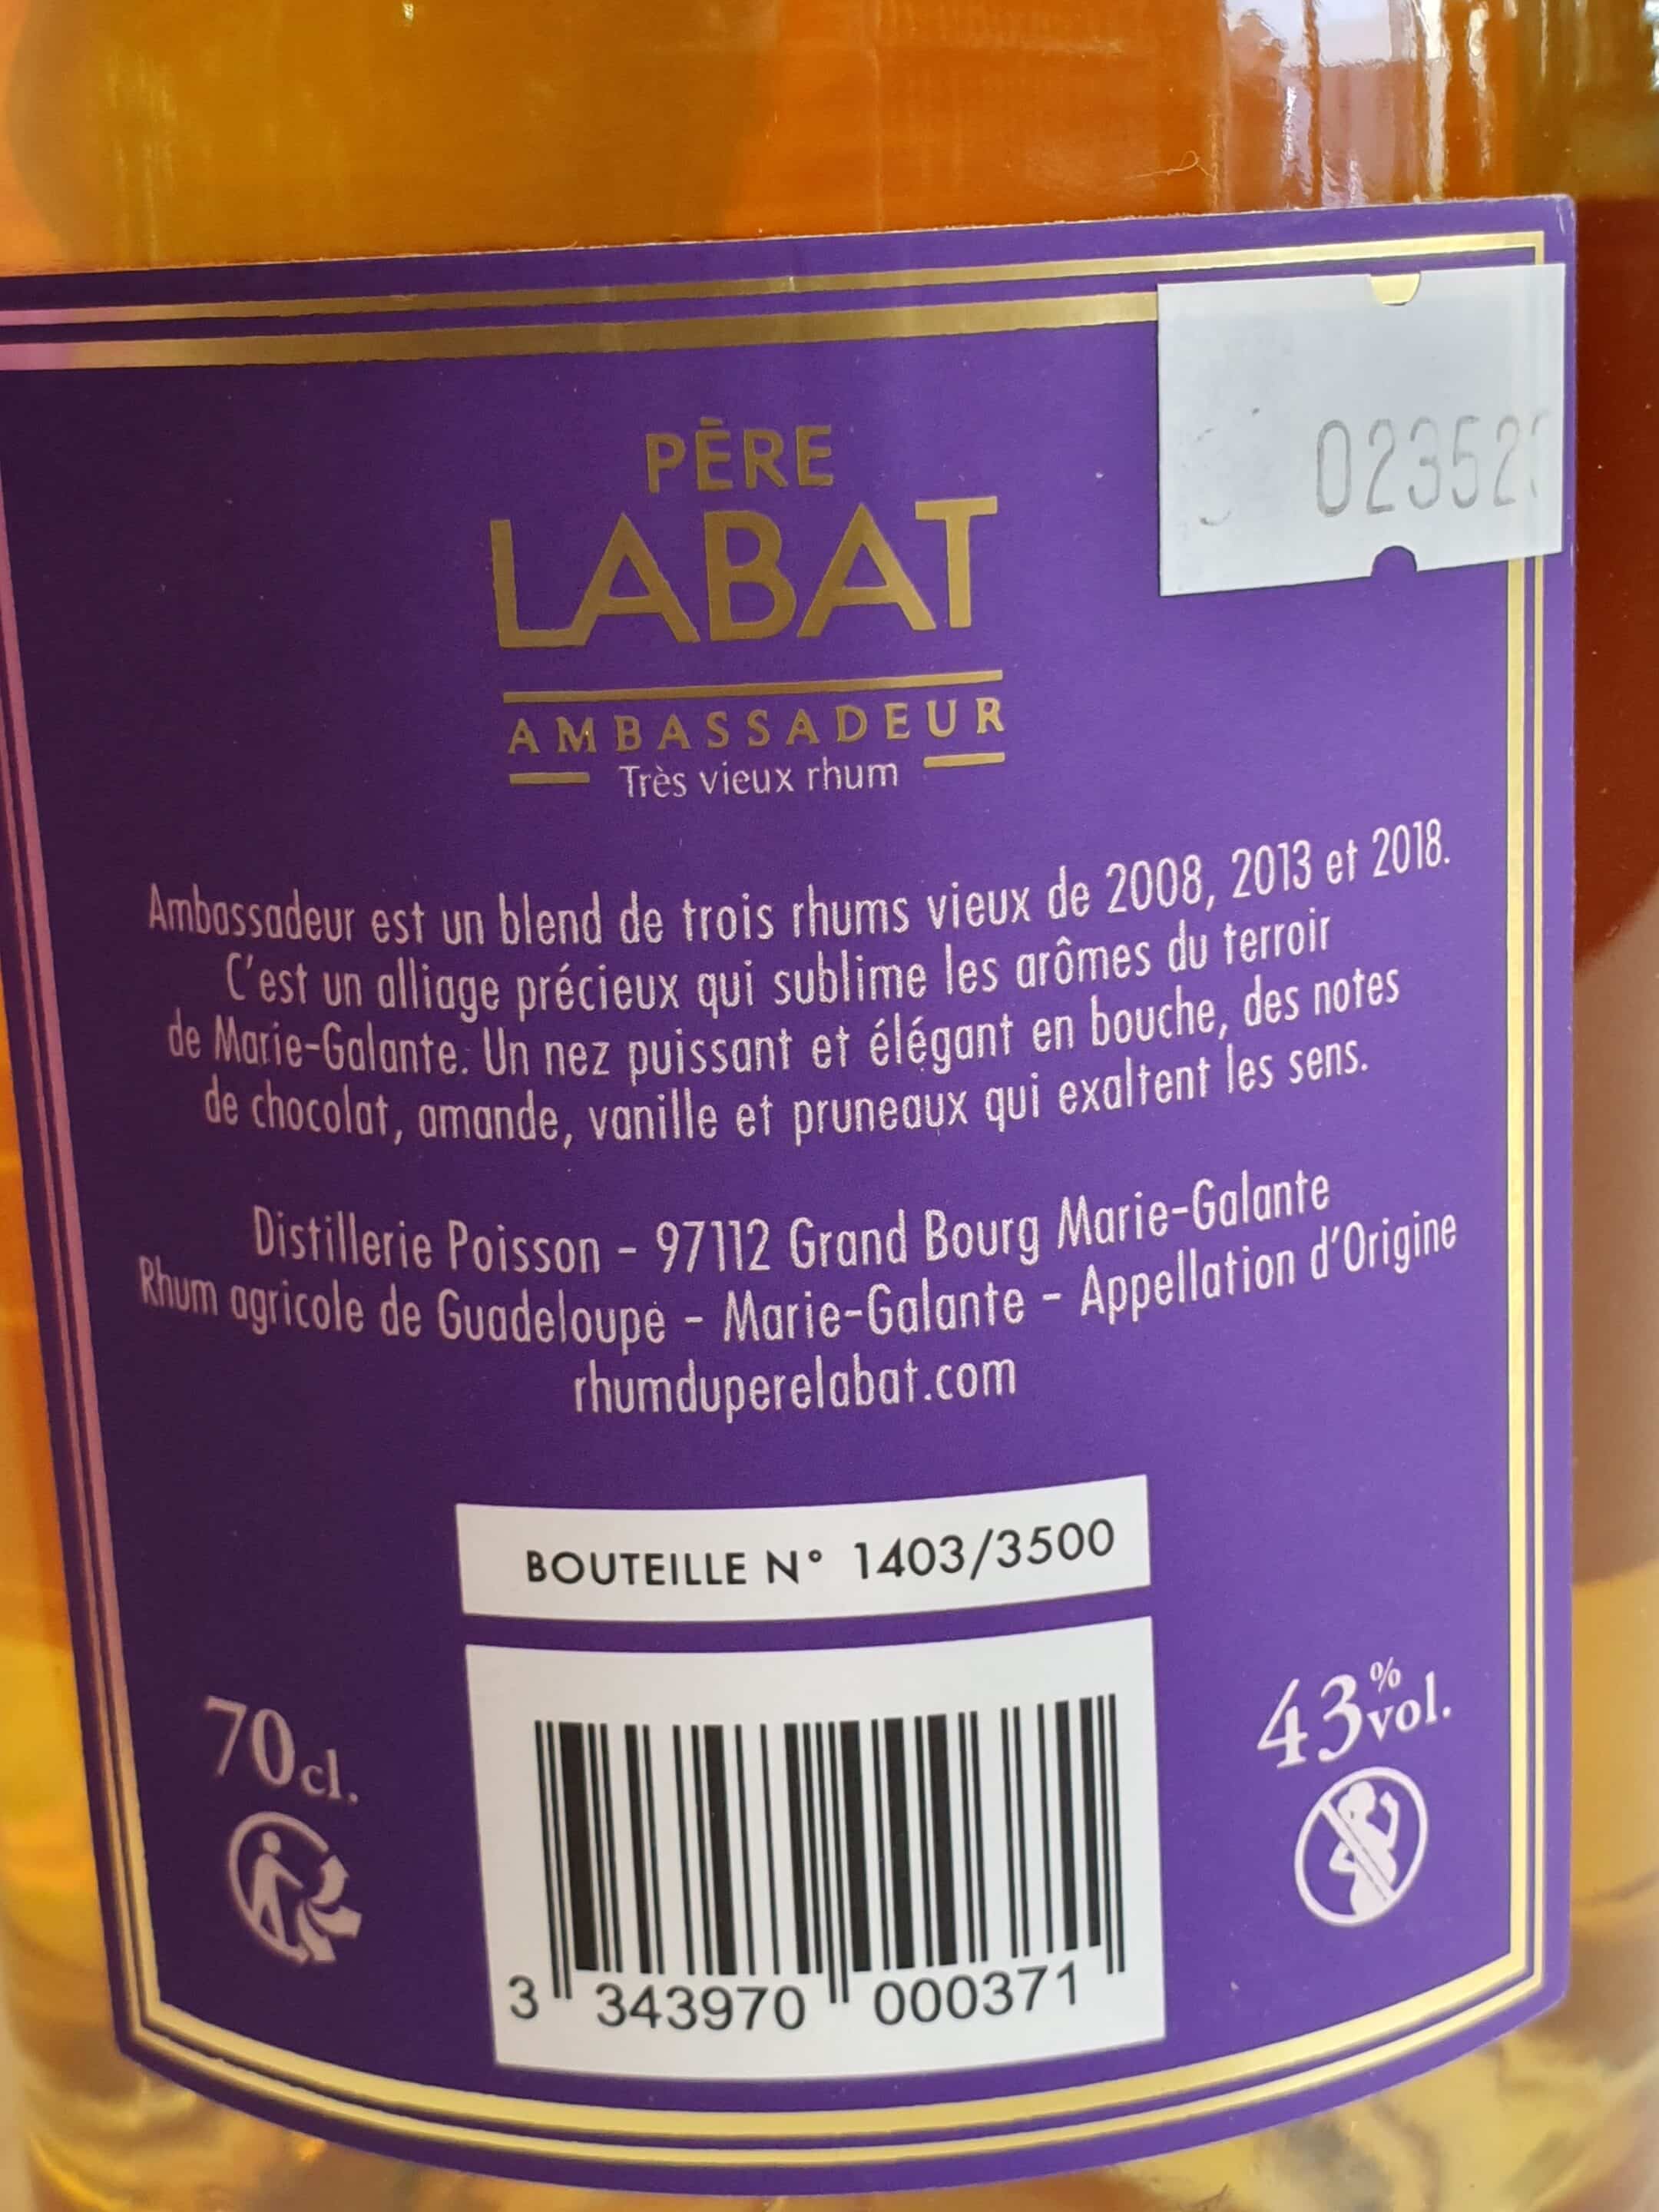 PÈRE
LABAT
AMBASSADEUR
Très vieux rhum
Ambassadeur est un blend de trois rhums vieux de 2008, 2013 et 2018.
C'est un alliage précieux qui sublime les arômes du terroir
de Marie-Galante. Un nez puissant et élégant en bouche, des notes
de chocolat, amande, vanille et pruneaux qui exaltent les sens.
Distillerie Poisson - 97112 Grand Bourg Marie-Galante
Rhum agricole de Guadeloupe - Marie-Galante - Appellation d'Origine
rhumduperelabat.com
BOUTEILLE N° 1403/3500
70cl.
43% vol.
3 343970 000371